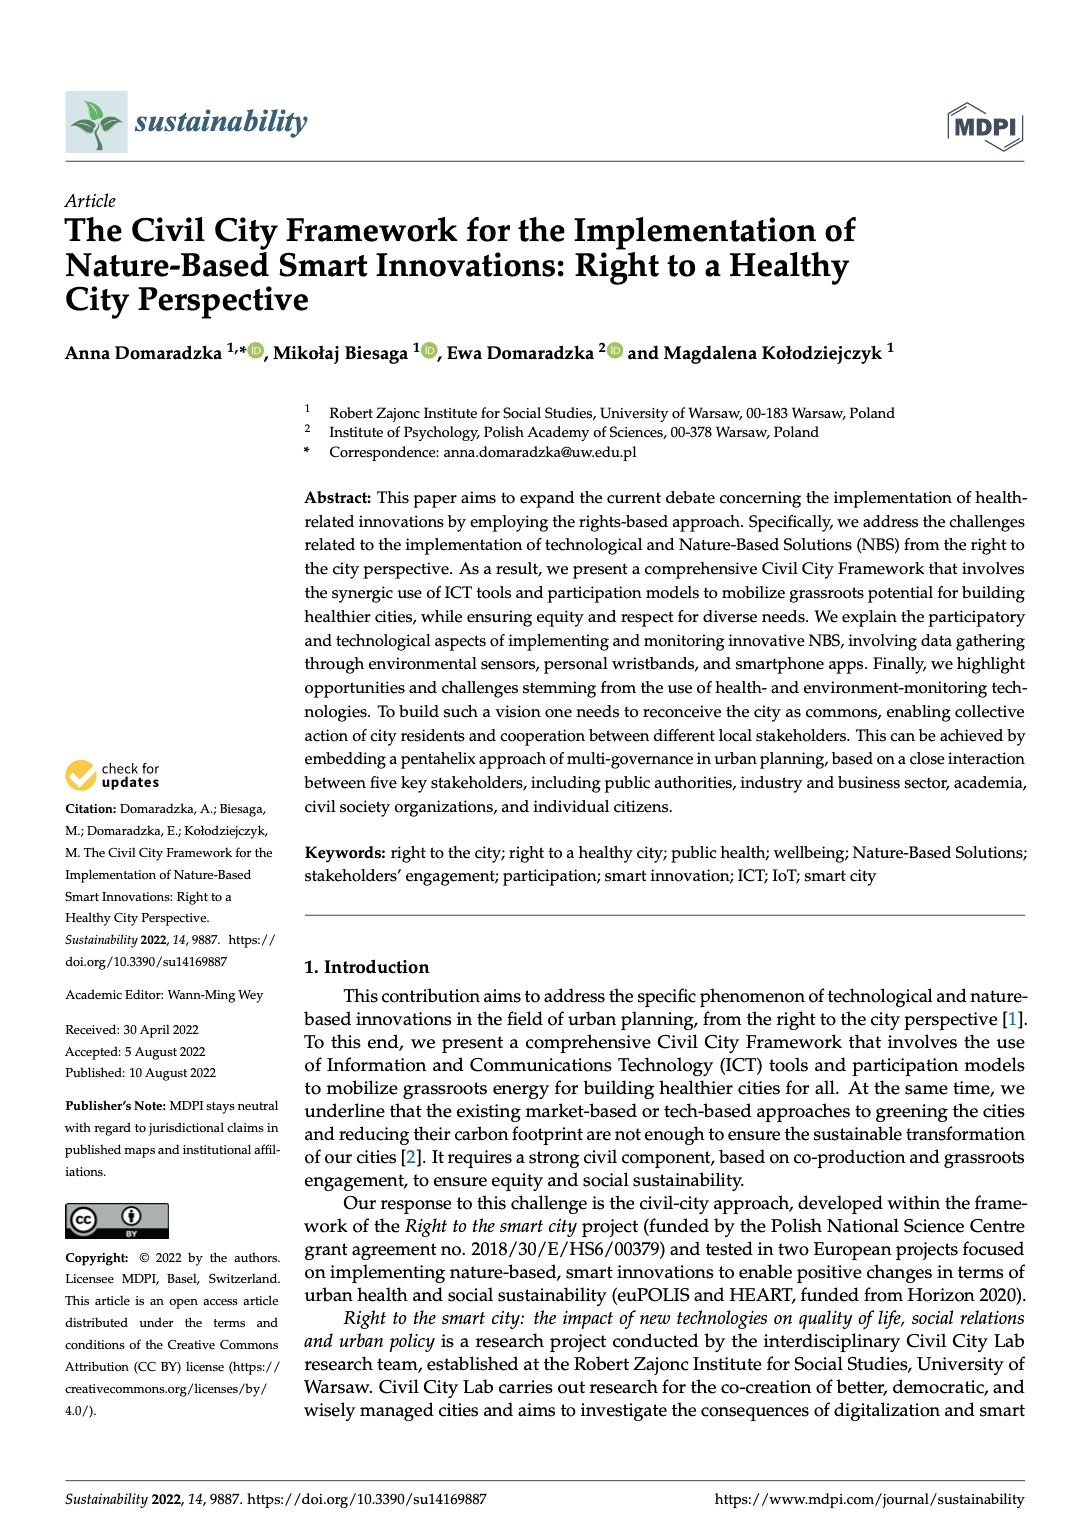 sustainability
MDPI
Article
The Civil City Framework for the Implementation of
Nature-Based Smart Innovations: Right to a Healthy
City Perspective
Anna Domaradzka 1,* iD, Mikołaj Biesaga 1 iD, Ewa Domaradzka 2 iD and Magdalena Kołodziejczyk 1
1 Robert Zajonc Institute for Social Studies, University of Warsaw, 00-183 Warsaw, Poland
2 Institute of Psychology, Polish Academy of Sciences, 00-378 Warsaw, Poland
* Correspondence: anna.domaradzka@uw.edu.pl
Abstract: This paper aims to expand the current debate concerning the implementation of health-
related innovations by employing the rights-based approach. Specifically, we address the challenges
related to the implementation of technological and Nature-Based Solutions (NBS) from the right to
the city perspective. As a result, we present a comprehensive Civil City Framework that involves
the synergic use of ICT tools and participation models to mobilize grassroots potential for building
healthier cities, while ensuring equity and respect for diverse needs. We explain the participatory
and technological aspects of implementing and monitoring innovative NBS, involving data gathering
through environmental sensors, personal wristbands, and smartphone apps. Finally, we highlight
opportunities and challenges stemming from the use of health- and environment-monitoring tech-
nologies. To build such a vision one needs to reconceive the city as commons, enabling collective
action of city residents and cooperation between different local stakeholders. This can be achieved by
embedding a pentahelix approach of multi-governance in urban planning, based on a close interaction
between five key stakeholders, including public authorities, industry and business sector, academia,
civil society organizations, and individual citizens.
Keywords: right to the city; right to a healthy city; public health; wellbeing; Nature-Based Solutions;
stakeholders' engagement; participation; smart innovation; ICT; IoT; smart city
check for
updates
Citation: Domaradzka, A.; Biesaga,
M.; Domaradzka, E.; Kołodziejczyk,
M. The Civil City Framework for the
Implementation of Nature-Based
Smart Innovations: Right to a
Healthy City Perspective.
Sustainability 2022, 14, 9887. https://
doi.org/10.3390/su14169887
Academic Editor: Wann-Ming Wey
Received: 30 April 2022
Accepted: 5 August 2022
Published: 10 August 2022
Publisher's Note: MDPI stays neutral
with regard to jurisdictional claims in
published maps and institutional affil-
iations.
cc BY
Copyright: © 2022 by the authors.
Licensee MDPI, Basel, Switzerland.
This article is an open access article
distributed under the terms and
conditions of the Creative Commons
Attribution (CC BY) license (https://
creativecommons.org/licenses/by/
4.0/).
1. Introduction
This contribution aims to address the specific phenomenon of technological and nature-
based innovations in the field of urban planning, from the right to the city perspective [1].
To this end, we present a comprehensive Civil City Framework that involves the use
of Information and Communications Technology (ICT) tools and participation models
to mobilize grassroots energy for building healthier cities for all. At the same time, we
underline that the existing market-based or tech-based approaches to greening the cities
and reducing their carbon footprint are not enough to ensure the sustainable transformation
of our cities [2]. It requires a strong civil component, based on co-production and grassroots
engagement, to ensure equity and social sustainability.
Our response to this challenge is the civil-city approach, developed within the frame-
work of the Right to the smart city project (funded by the Polish National Science Centre
grant agreement no. 2018/30/E/HS6/00379) and tested in two European projects focused
on implementing nature-based, smart innovations to enable positive changes in terms of
urban health and social sustainability (euPOLIS and HEART, funded from Horizon 2020).
Right to the smart city: the impact of new technologies on quality of life, social relations
and urban policy is a research project conducted by the interdisciplinary Civil City Lab
research team, established at the Robert Zajonc Institute for Social Studies, University of
Warsaw. Civil City Lab carries out research for the co-creation of better, democratic, and
wisely managed cities and aims to investigate the consequences of digitalization and smart
Sustainability 2022, 14, 9887. https://doi.org/10.3390/su14169887
https://www.mdpi.com/journal/sustainability